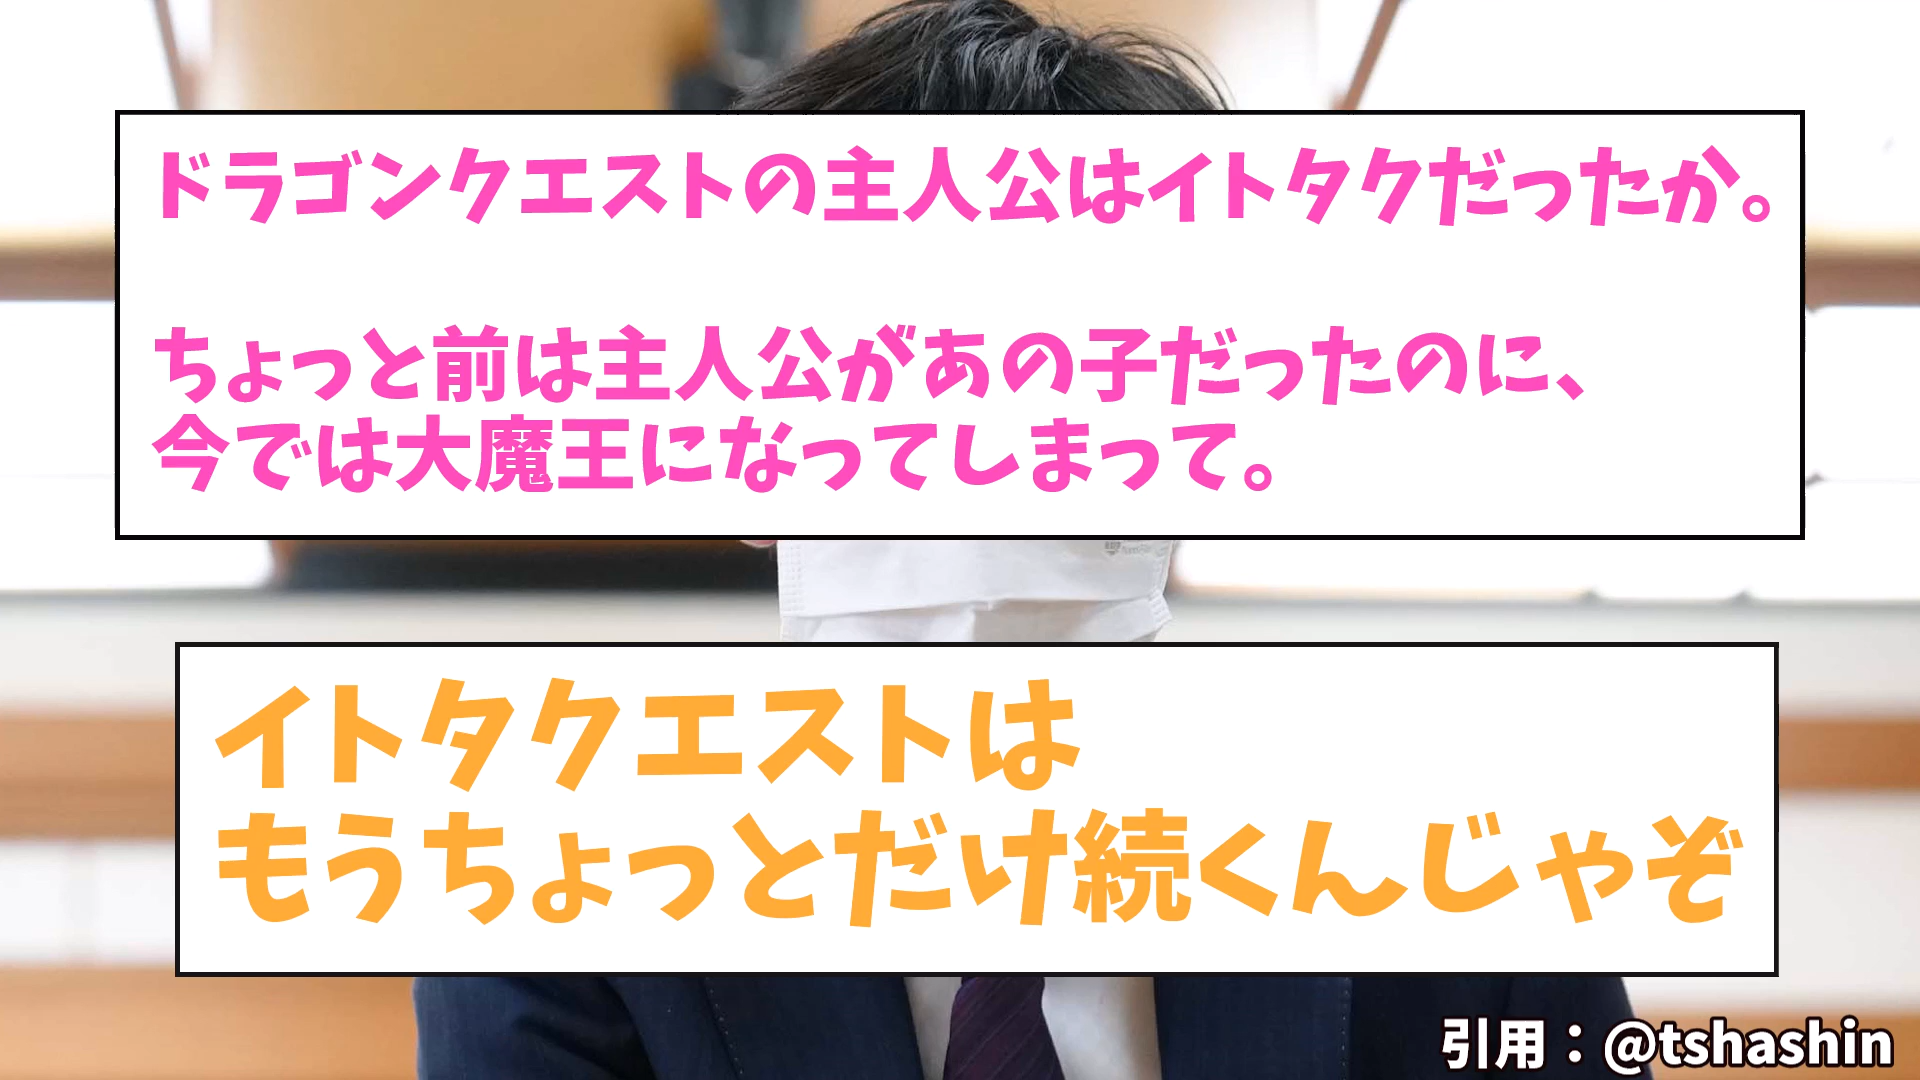 ドラゴンクエストの主人公はイトタクだったか。
ちょっと前は主人公があの子だったのに、
今では大魔王になってしまって。
イトタクエストは
もうちょっとだけ続くんじゃぞ
引用：@tshashin